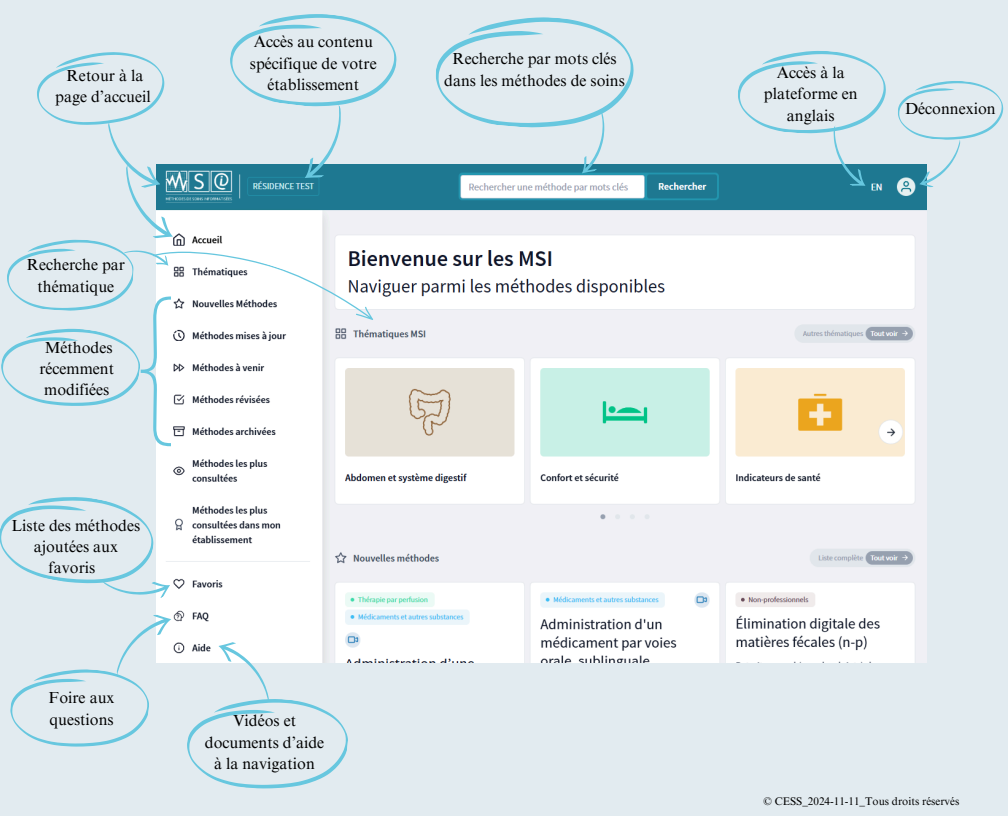 Retour à la
page d’accueil
Accès au contenu
spécifique de votre
établissement
Recherche par mots clés
dans les méthodes de soins
Accès à la
plateforme en
anglais
Déconnexion
MSI
MÉTHODES DE SOINS INFORMATISÉES
RÉSIDENCE TEST
Rechercher une méthode par mots clés
Rechercher
EN
Recherche par
thématique
Méthodes
récemment
modifiées
Liste des méthodes
ajoutées aux
favoris
Foire aux
questions
Vidéos et
documents d’aide
à la navigation
Accueil
Thématiques
Nouvelles Méthodes
Méthodes mises à jour
Méthodes à venir
Méthodes révisées
Méthodes archivées
Méthodes les plus
consultées
Méthodes les plus
consultées dans mon
établissement
Favoris
FAQ
Aide
Bienvenue sur les MSI
Naviguer parmi les méthodes disponibles
Thématiques MSI
Autres thématiques Tout voir →
Abdomen et système digestif
Confort et sécurité
Indicateurs de santé
Nouvelles méthodes
Liste complète Tout voir →
• Thérapie par perfusion
• Médicaments et autres substances
Administration d'une
• Médicaments et autres substances
Administration d'un
médicament par voies
orale, sublinguale,
• Non-professionnels
Élimination digitale des
matières fécales (n-p)
© CESS_2024-11-11_Tous droits réservés